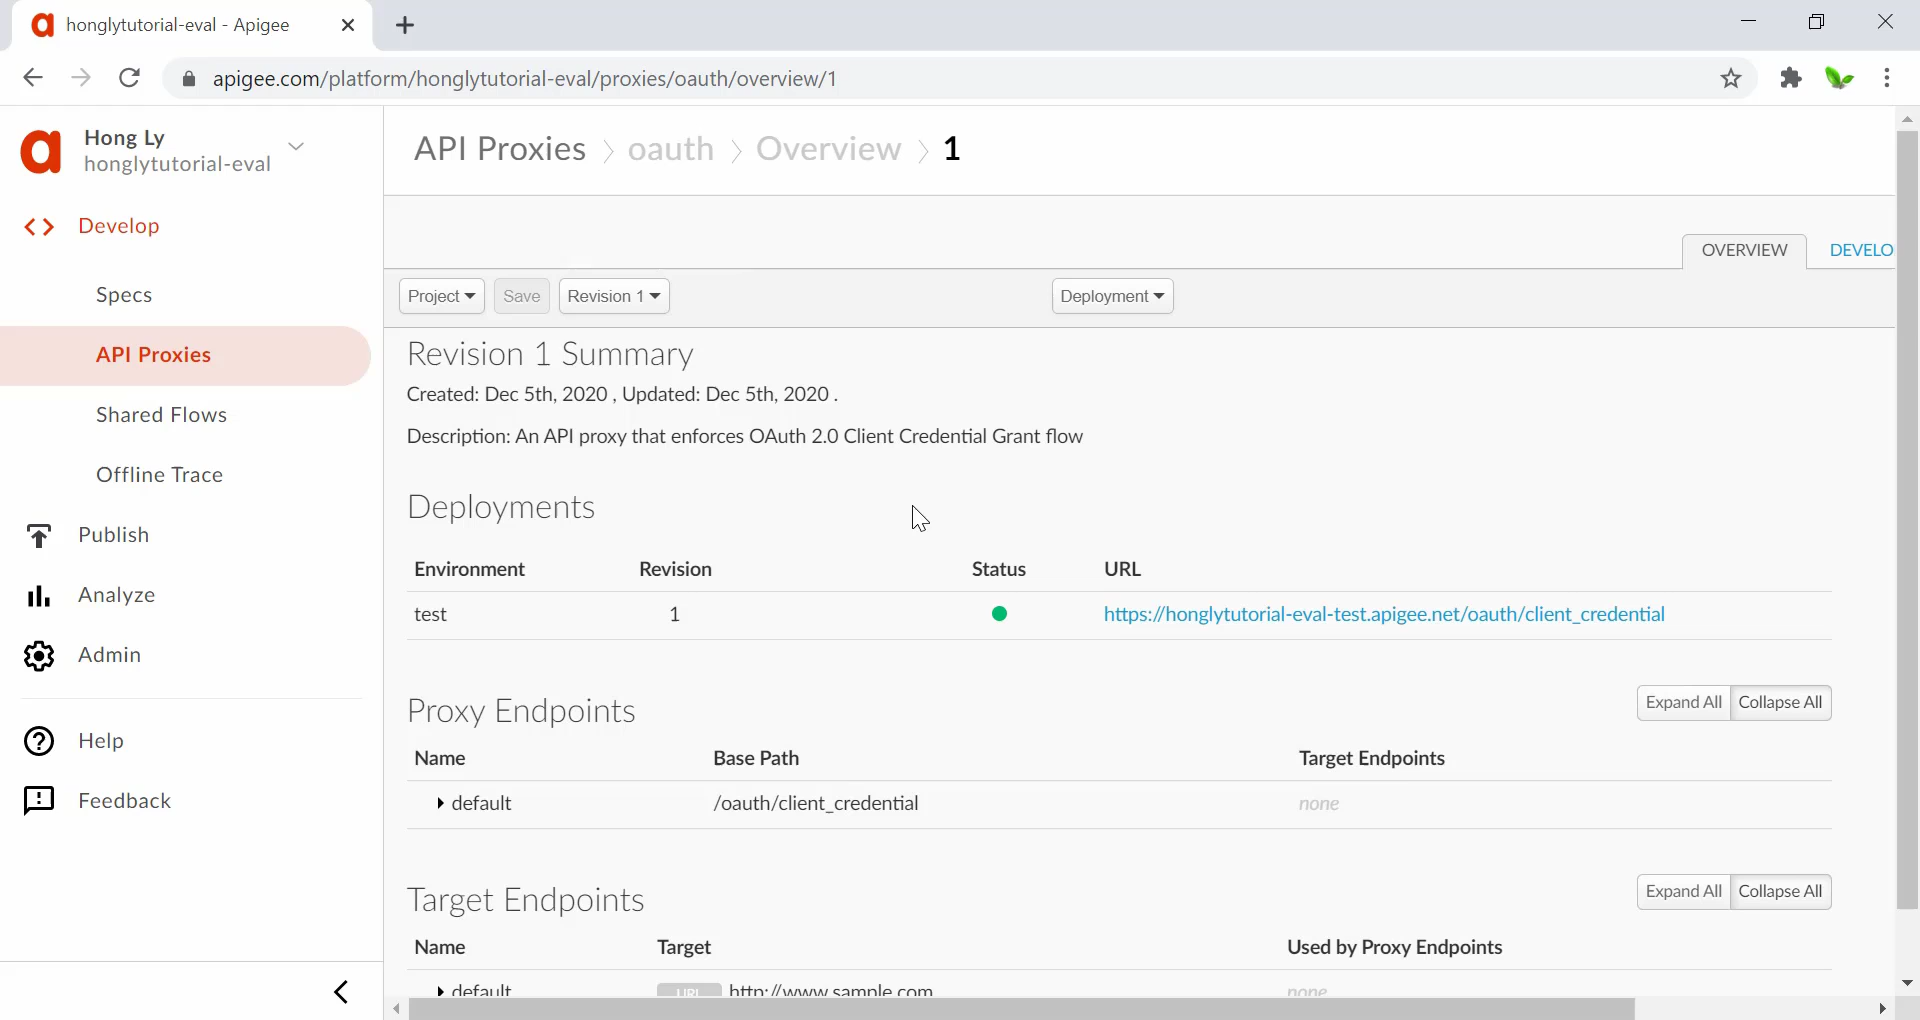 honglytutorial-eval - Apigee
apigee.com/platform/honglytutorial-eval/proxies/oauth/overview/1
Hong Ly
honglytutorial-eval
Develop
Specs
API Proxies
Shared Flows
Offline Trace
Publish
Analyze
Admin
Help
Feedback
API Proxies > oauth > Overview > 1
OVERVIEW DEVELO
Project Save Revision 1 Deployment
Revision 1 Summary
Created: Dec 5th, 2020 , Updated: Dec 5th, 2020 .
Description: An API proxy that enforces OAuth 2.0 Client Credential Grant flow
Deployments
Environment Revision Status URL
test 1 https://honglytutorial-eval-test.apigee.net/oauth/client_credential
Proxy Endpoints Expand All Collapse All
Name Base Path Target Endpoints
default /oauth/client_credential none
Target Endpoints Expand All Collapse All
Name Target Used by Proxy Endpoints
default URL http://www.sample.com none